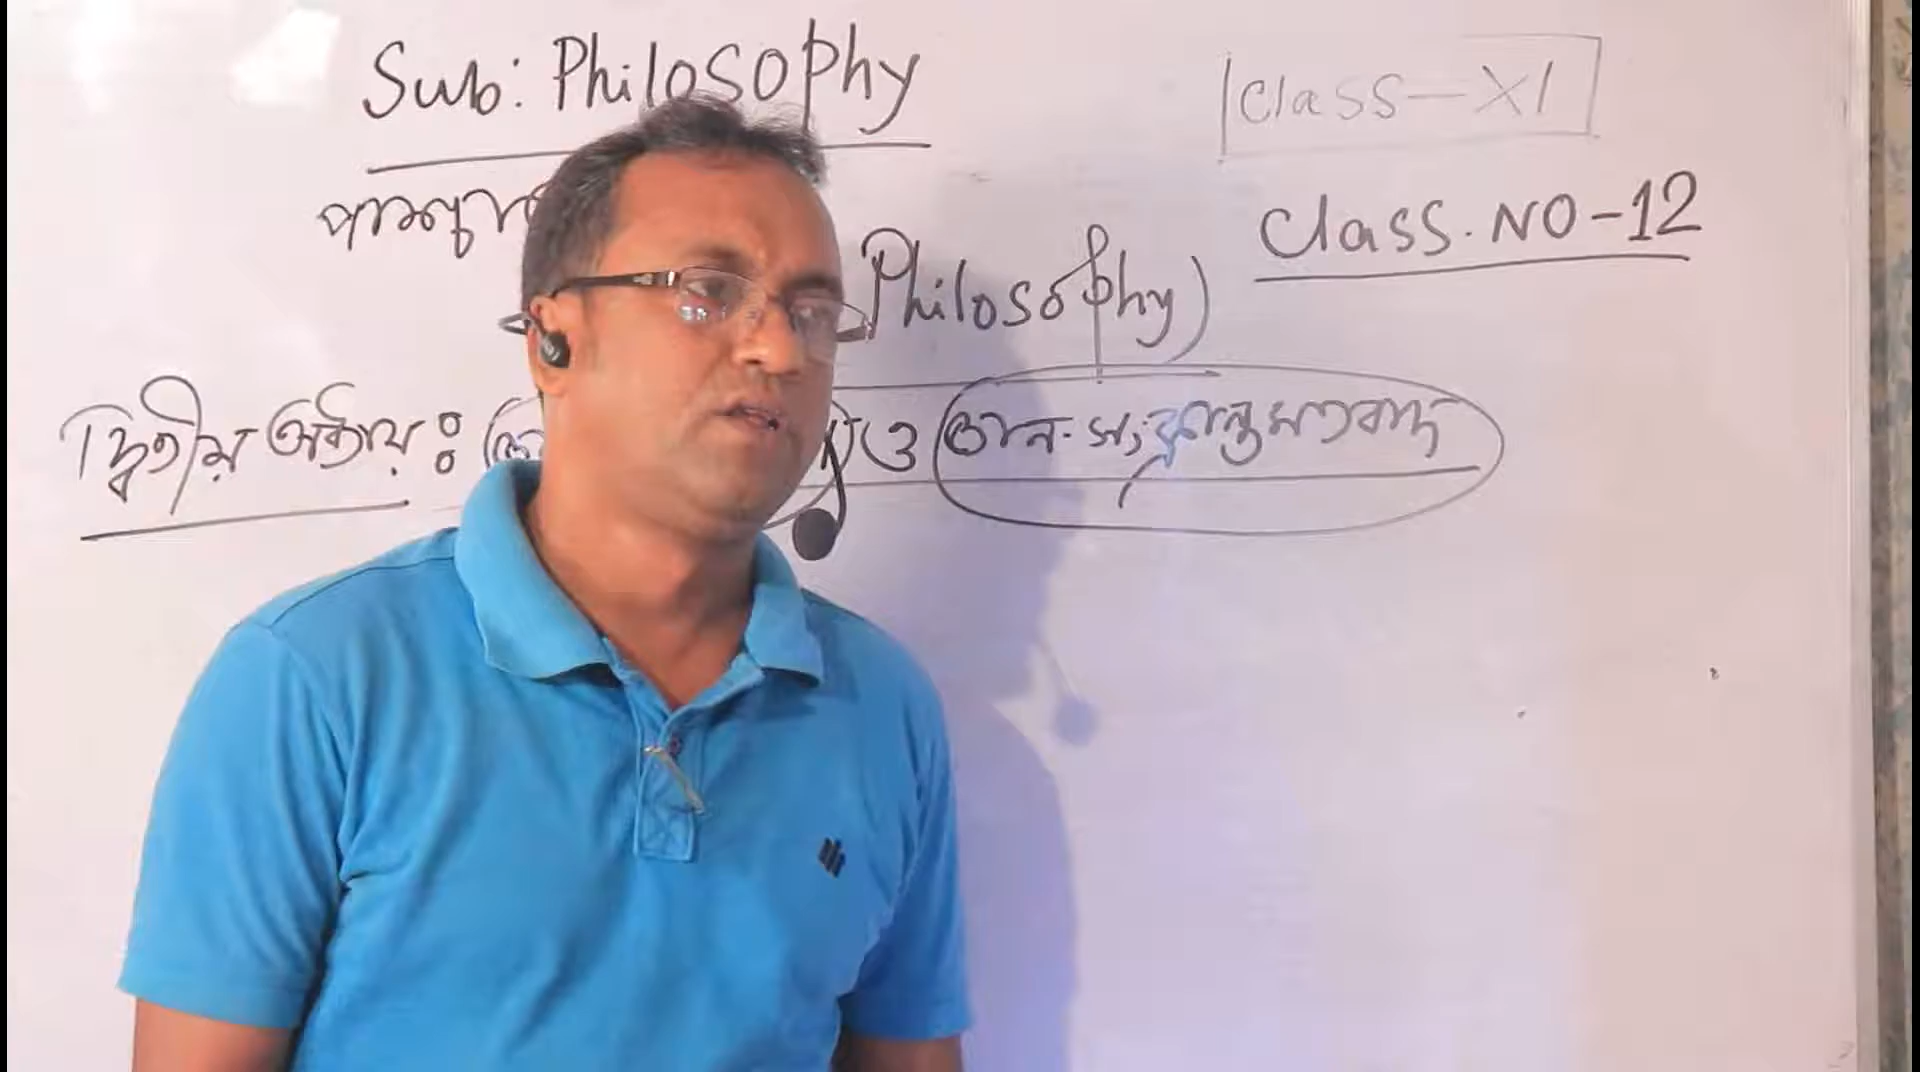 Sub: Philosophy
Class—XI
Class. NO-12
Philosophy)
দ্বিতীয় অধ্যায় : ও জ্ঞান-সংক্রান্ত মতবাদ